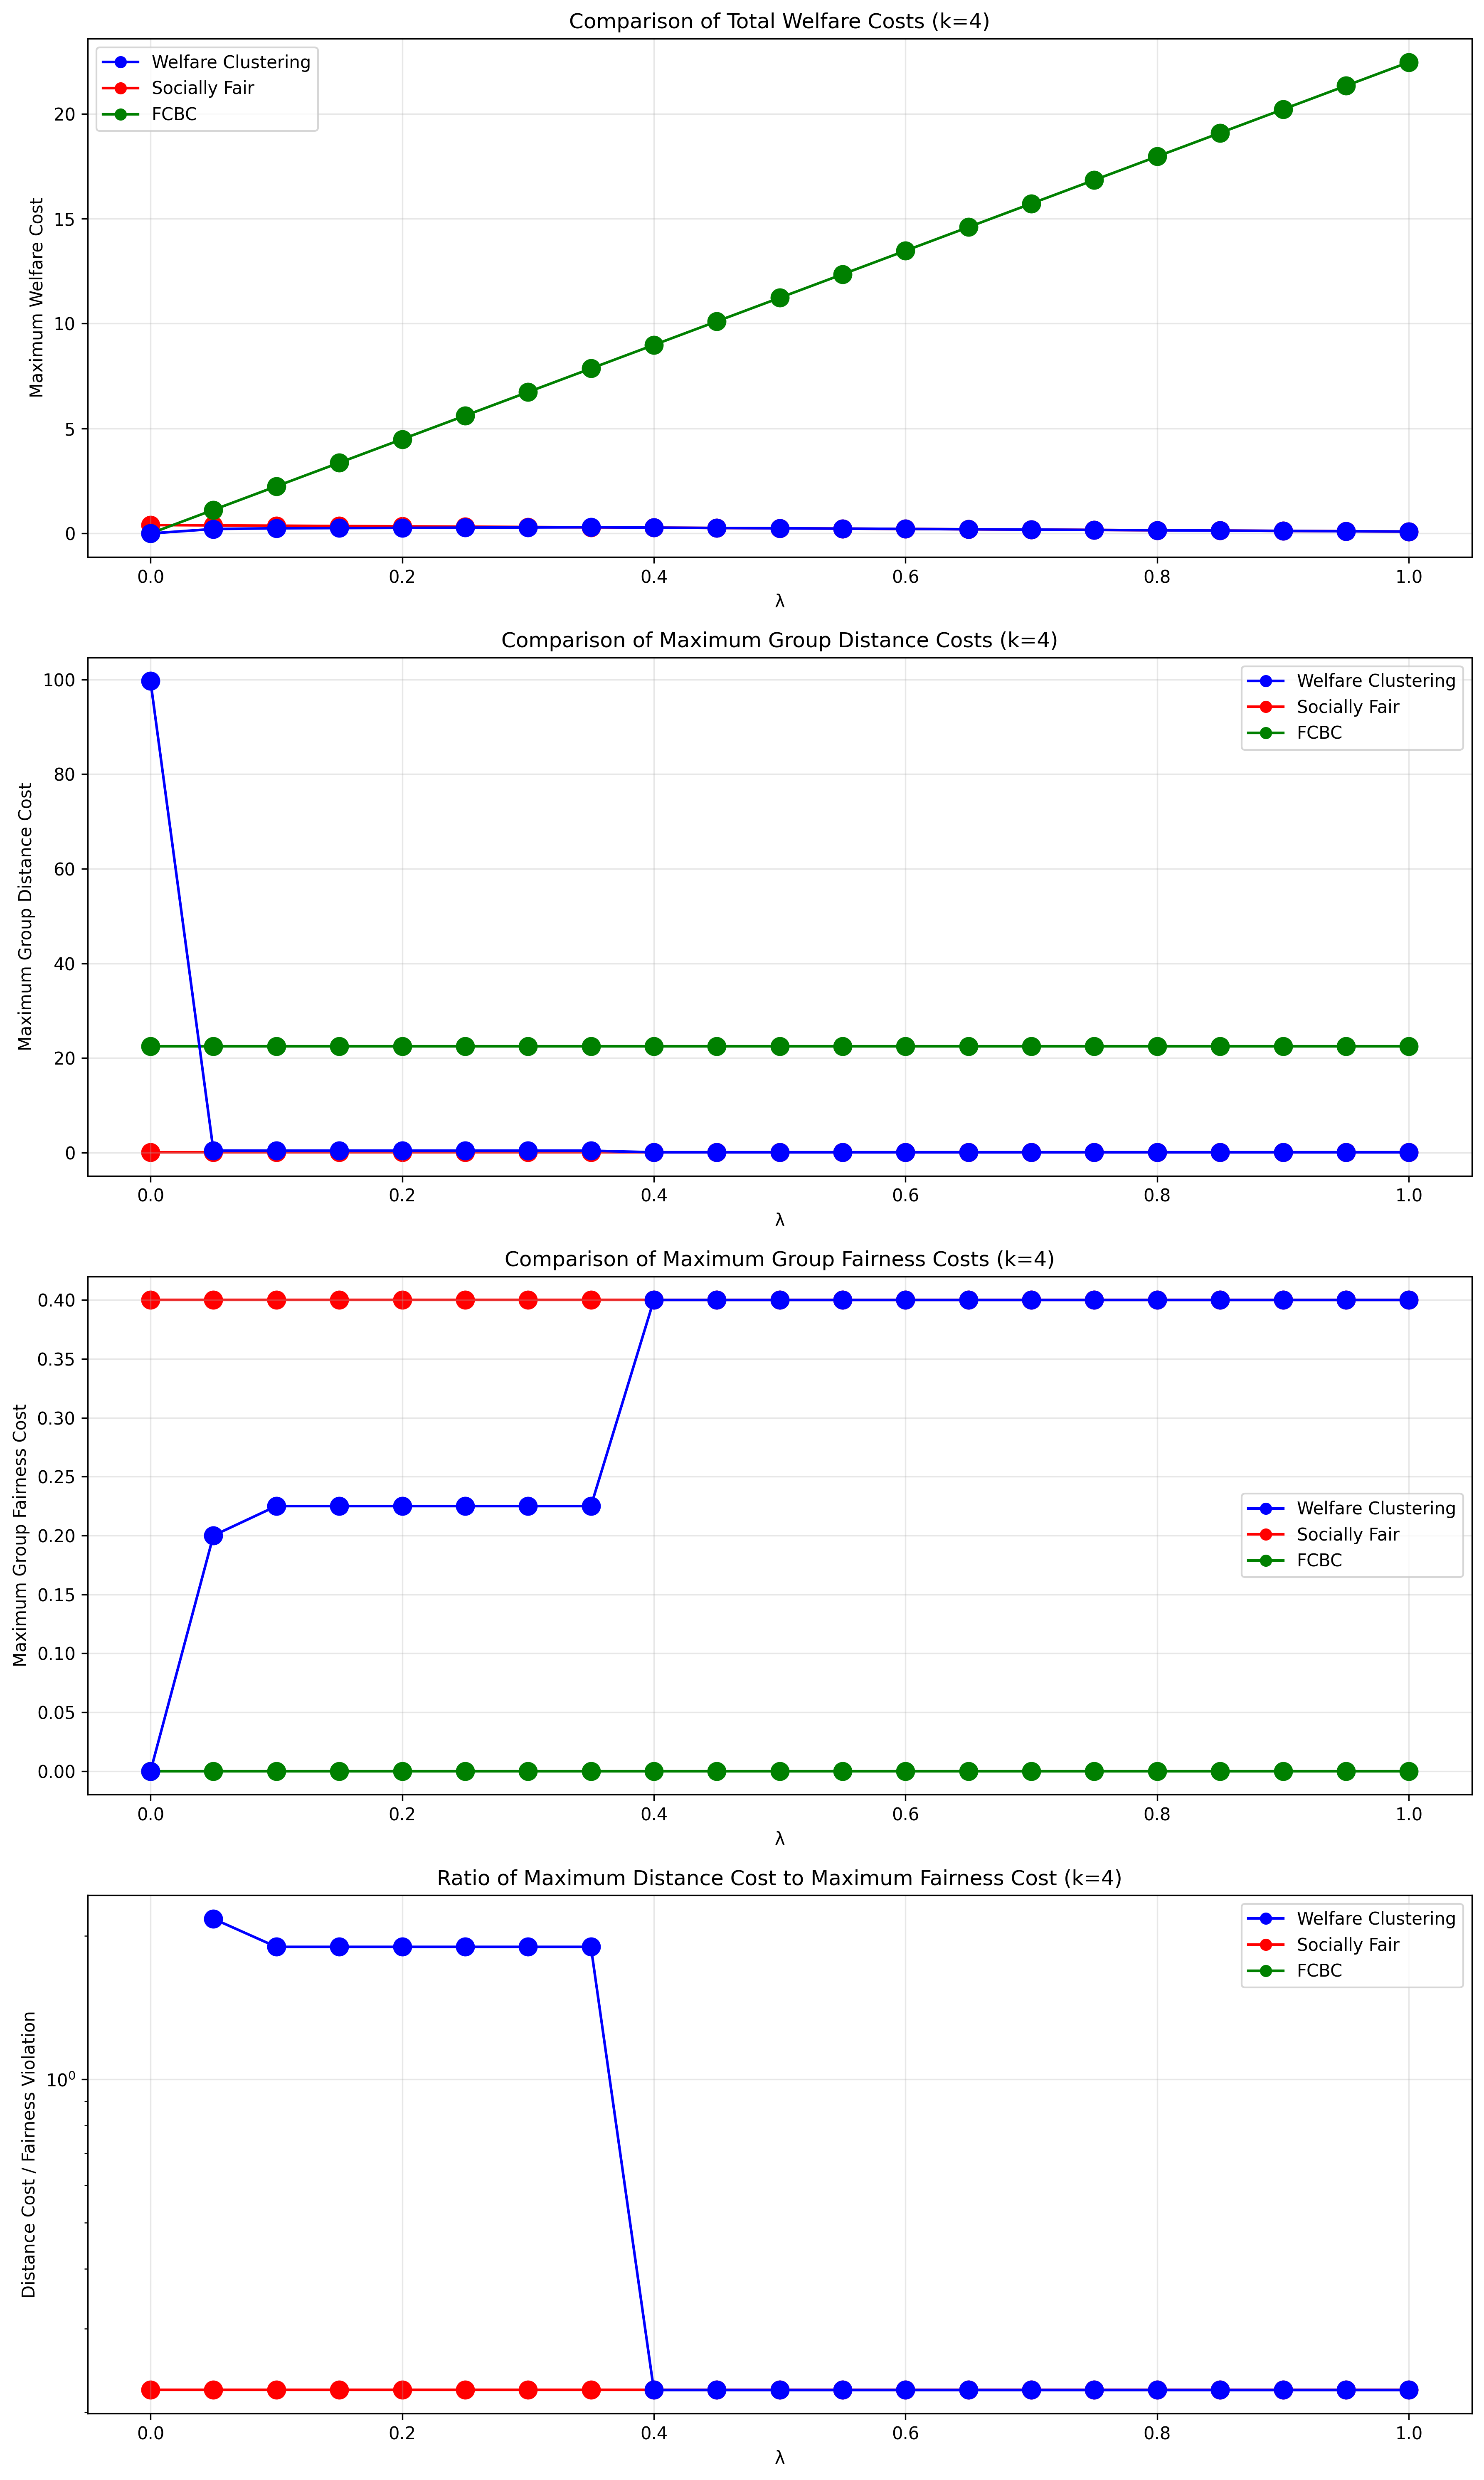 Comparison of Total Welfare Costs (k=4)
Welfare Clustering
Socially Fair
FCBC
Maximum Welfare Cost
20
15
10
5
0
0.0 0.2 0.4 0.6 0.8 1.0
λ
Comparison of Maximum Group Distance Costs (k=4)
Welfare Clustering
Socially Fair
FCBC
Maximum Group Distance Cost
100
80
60
40
20
0
0.0 0.2 0.4 0.6 0.8 1.0
λ
Comparison of Maximum Group Fairness Costs (k=4)
Welfare Clustering
Socially Fair
FCBC
Maximum Group Fairness Cost
0.40
0.35
0.30
0.25
0.20
0.15
0.10
0.05
0.00
0.0 0.2 0.4 0.6 0.8 1.0
λ
Ratio of Maximum Distance Cost to Maximum Fairness Cost (k=4)
Welfare Clustering
Socially Fair
FCBC
Distance Cost / Fairness Violation
10⁰
0.0 0.2 0.4 0.6 0.8 1.0
λ